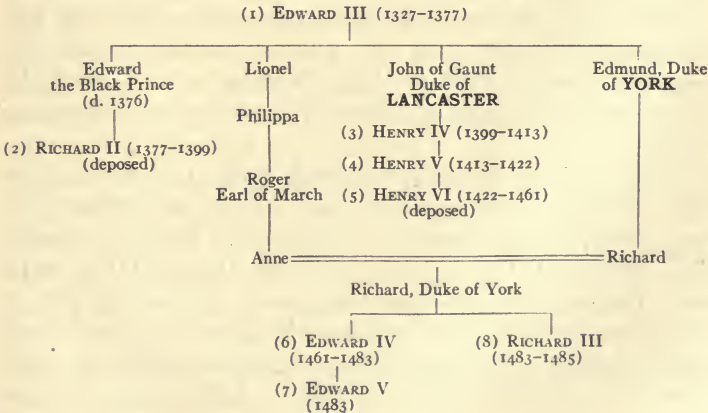 (1) EDWARD III (1327–1377)
Edward
the Black Prince
(d. 1376)
Lionel
John of Gaunt
Duke of
LANCASTER
Edmund, Duke
of YORK
Philippa
(2) RICHARD II (1377–1399)
(deposed)
(3) HENRY IV (1399–1413)
(4) HENRY V (1413–1422)
Roger
Earl of March
(5) HENRY VI (1422–1461)
(deposed)
Anne
Richard
Richard, Duke of York
(6) EDWARD IV
(1461–1483)
(8) RICHARD III
(1483–1485)
(7) EDWARD V
(1483)